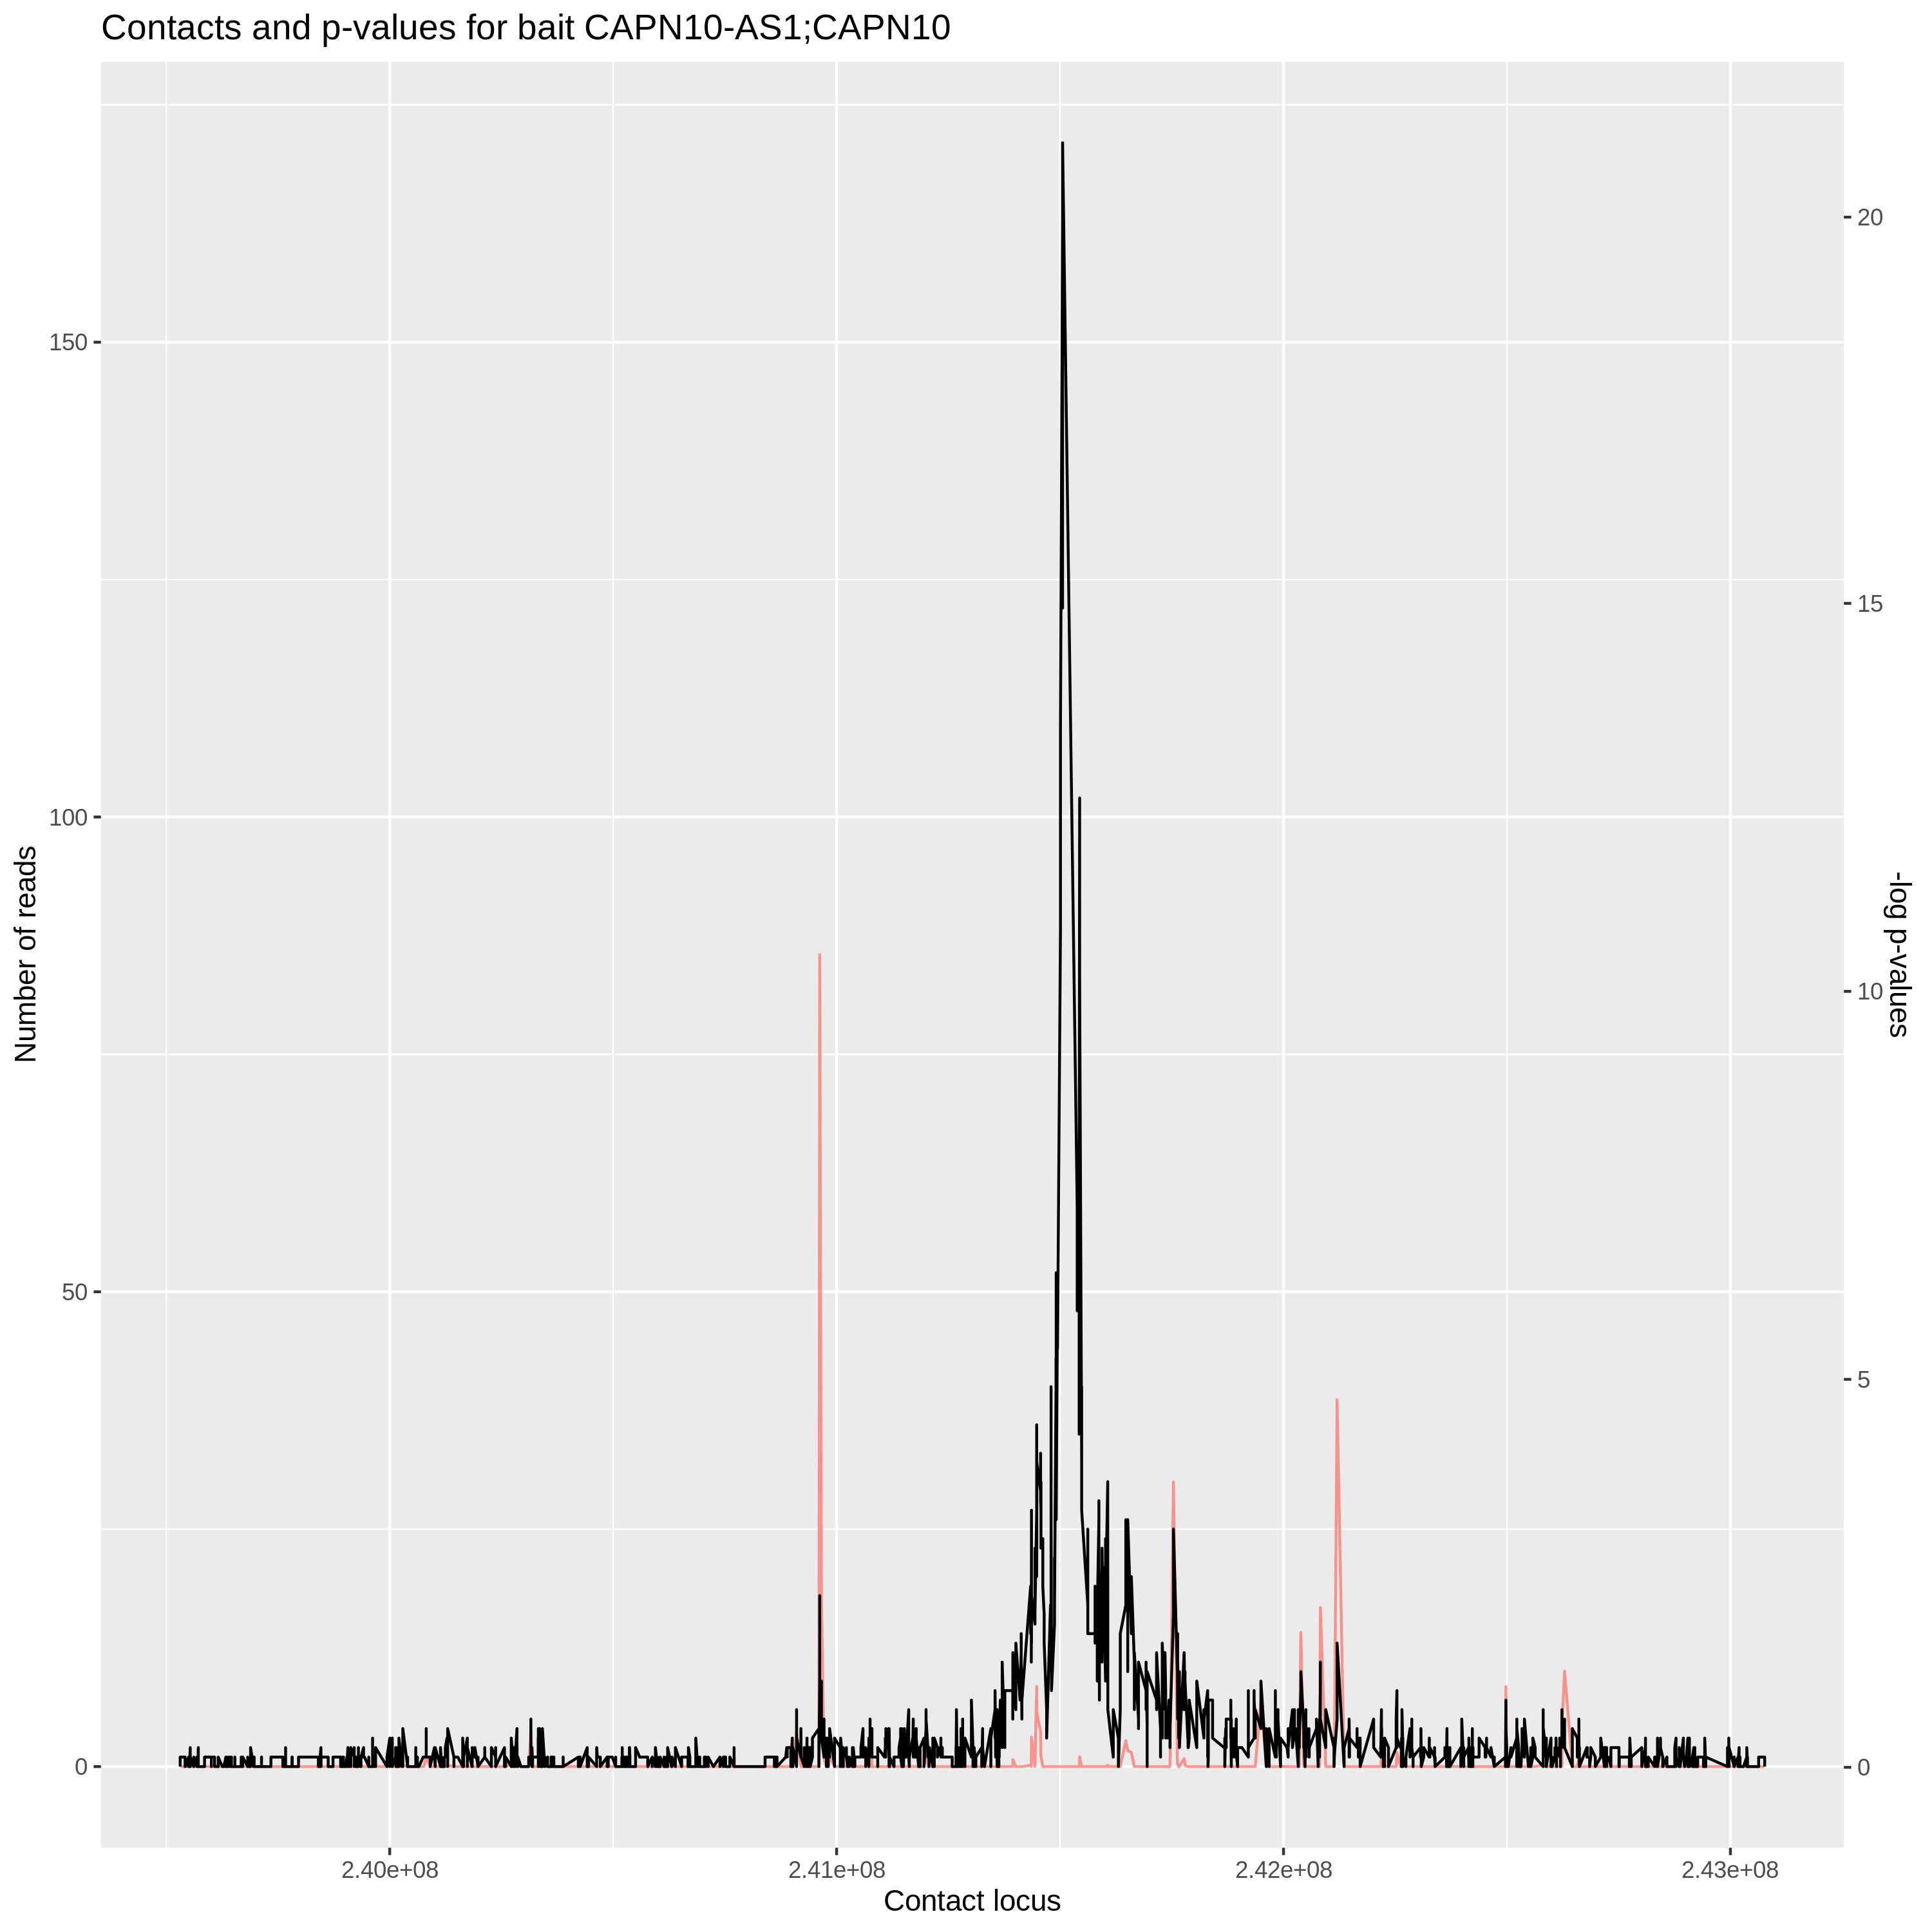 Contacts and p-values for bait CAPN10-AS1;CAPN10
150
100
50
0
20
15
10
5
0
Number of reads
-log p-values
2.40e+08
2.41e+08
2.42e+08
2.43e+08
Contact locus